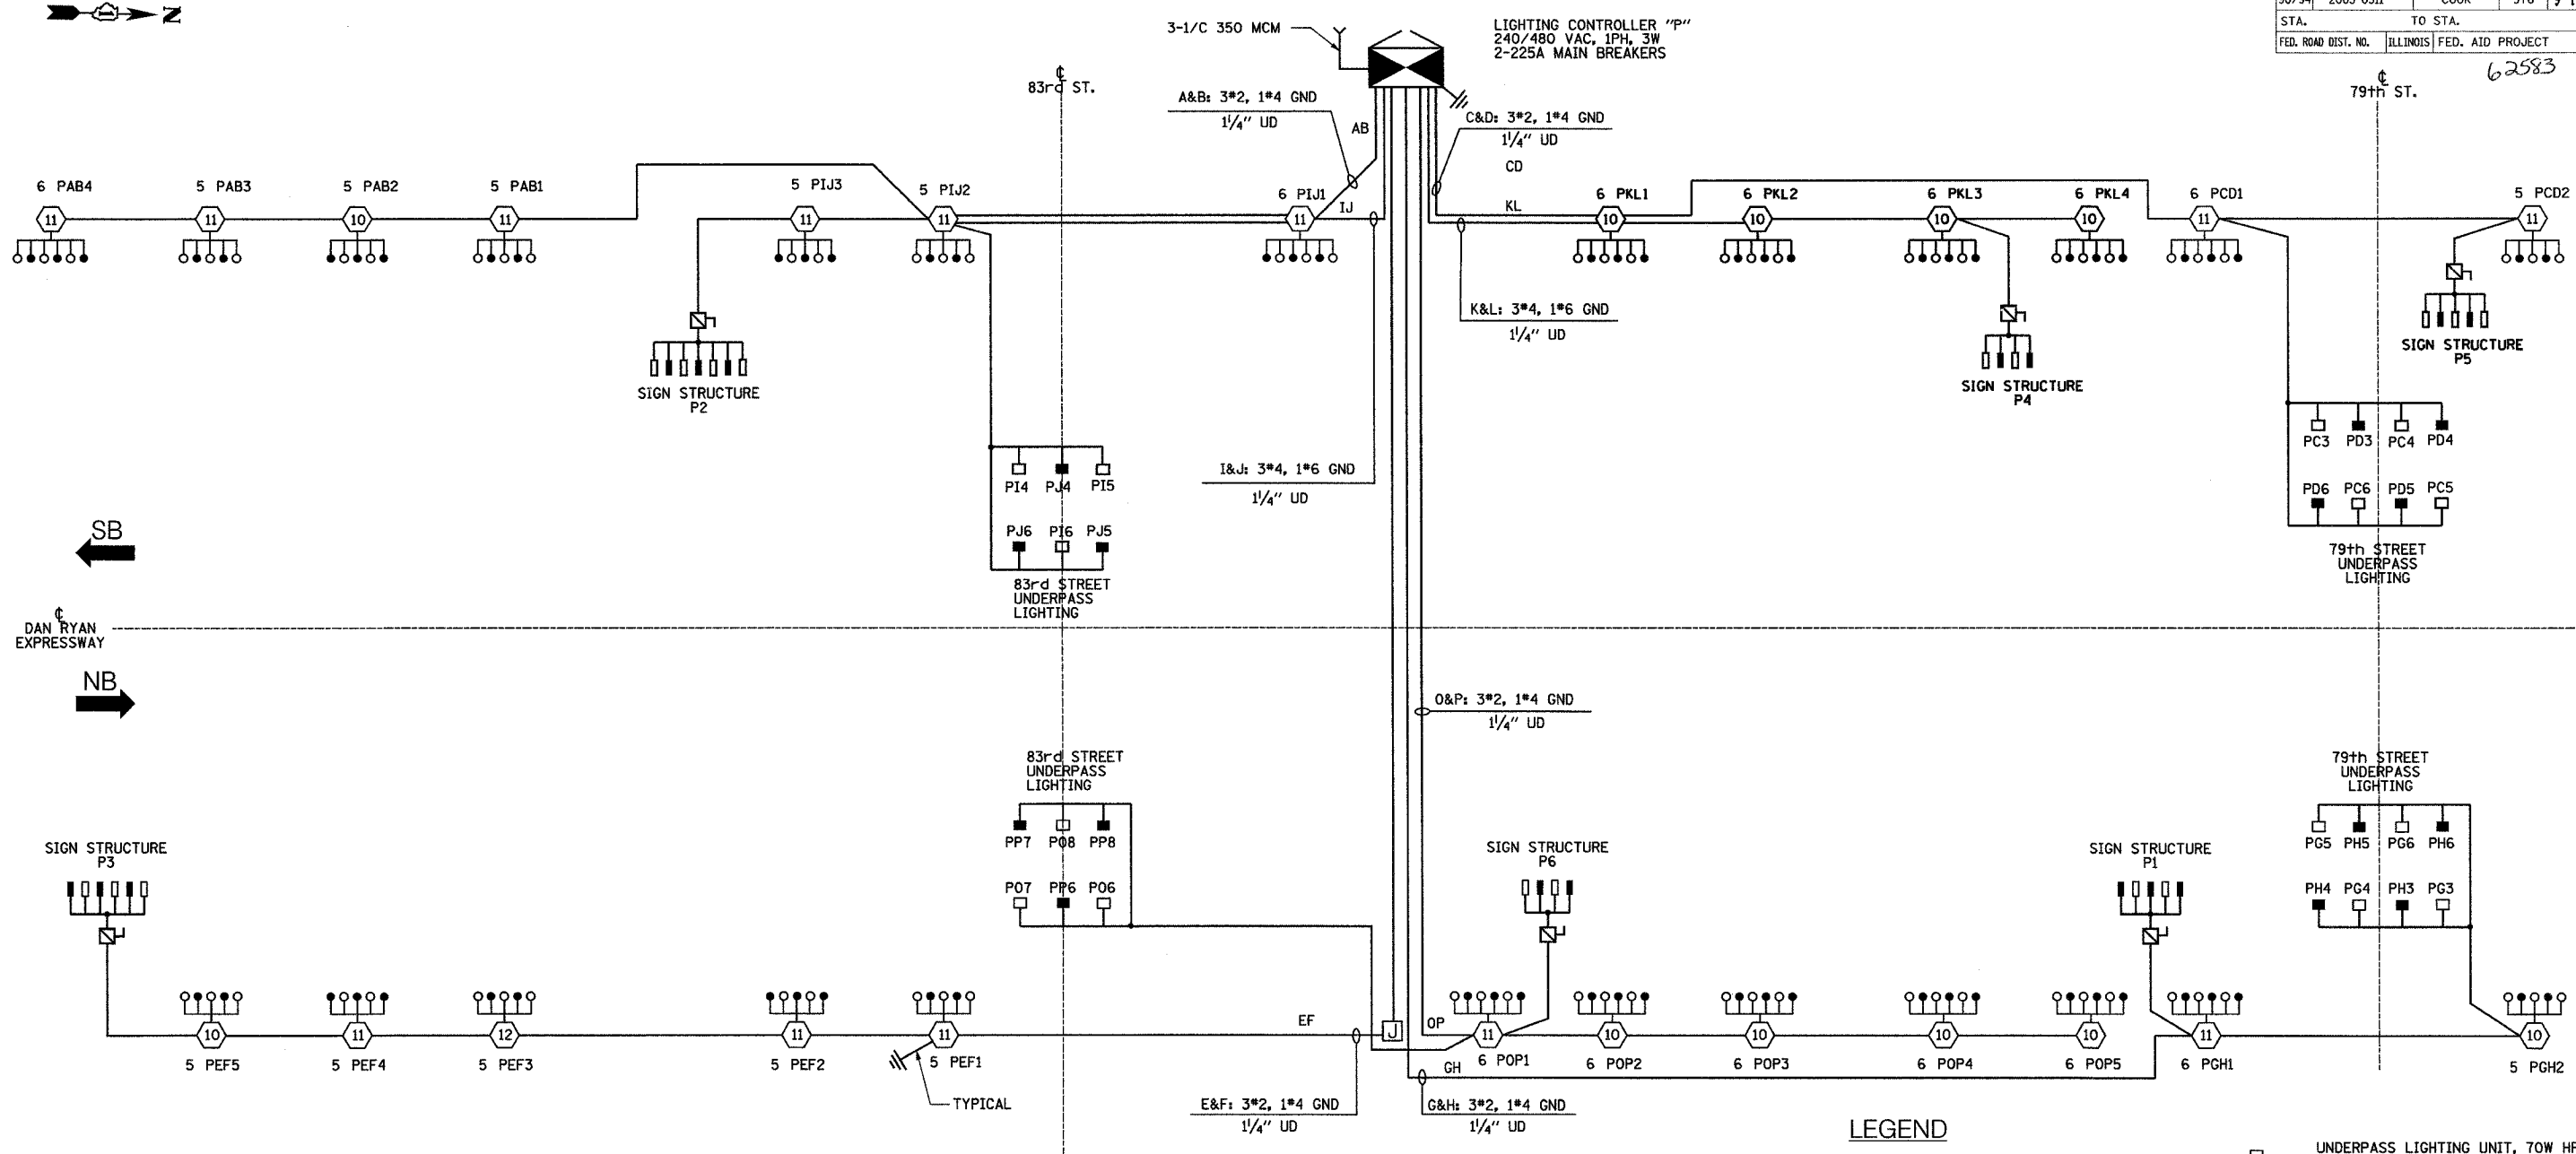 N
3-1/C 350 MCM
LIGHTING CONTROLLER "P"
240/480 VAC, 1PH, 3W
2-225A MAIN BREAKERS
COOK
STA. TO STA.
FED. ROAD DIST. NO. ILLINOIS FED. AID PROJECT
62583
℄
83rd ST.
℄
79th ST.
A&B: 3#2, 1#4 GND
1 1/4" UD
AB
C&D: 3#2, 1#4 GND
1 1/4" UD
CD
6 PAB4
5 PAB3
5 PAB2
5 PAB1
5 PIJ3
5 PIJ2
6 PIJ1
IJ
KL
6 PKL1
6 PKL2
6 PKL3
6 PKL4
6 PCD1
5 PCD2
11
11
10
11
11
11
11
10
10
10
10
11
11
K&L: 3#4, 1#6 GND
1 1/4" UD
SIGN STRUCTURE
P2
SIGN STRUCTURE
P4
SIGN STRUCTURE
P5
I&J: 3#4, 1#6 GND
1 1/4" UD
PI4 PJ4 PI5
PJ6 PI6 PJ5
83rd STREET
UNDERPASS
LIGHTING
PC3 PD3 PC4 PD4
PD6 PC6 PD5 PC5
79th STREET
UNDERPASS
LIGHTING
SB
℄
DAN RYAN
EXPRESSWAY
NB
O&P: 3#2, 1#4 GND
1 1/4" UD
83rd STREET
UNDERPASS
LIGHTING
PP7 PO8 PP8
PO7 PP6 PO6
79th STREET
UNDERPASS
LIGHTING
PG5 PH5 PG6 PH6
PH4 PG4 PH3 PG3
SIGN STRUCTURE
P3
SIGN STRUCTURE
P6
SIGN STRUCTURE
P1
EF
J
OP
GH
10
11
12
11
11
11
10
10
10
10
11
10
5 PEF5
5 PEF4
5 PEF3
5 PEF2
5 PEF1
6 POP1
6 POP2
6 POP3
6 POP4
6 POP5
6 PGH1
5 PGH2
TYPICAL
E&F: 3#2, 1#4 GND
1 1/4" UD
G&H: 3#2, 1#4 GND
1 1/4" UD
LEGEND
UNDERPASS LIGHTING UNIT, 70W